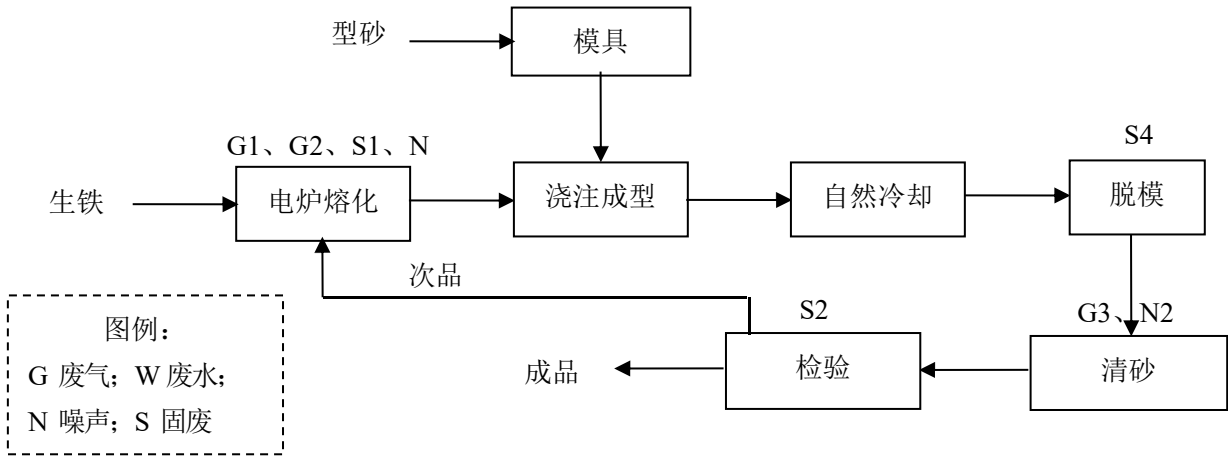 型砂
模具
G1、G2、S1、N
S4
生铁
电炉熔化
浇注成型
自然冷却
脱模
次品
图例：
G 废气；W 废水；
N 噪声；S 固废
S2
G3、N2
成品
检验
清砂